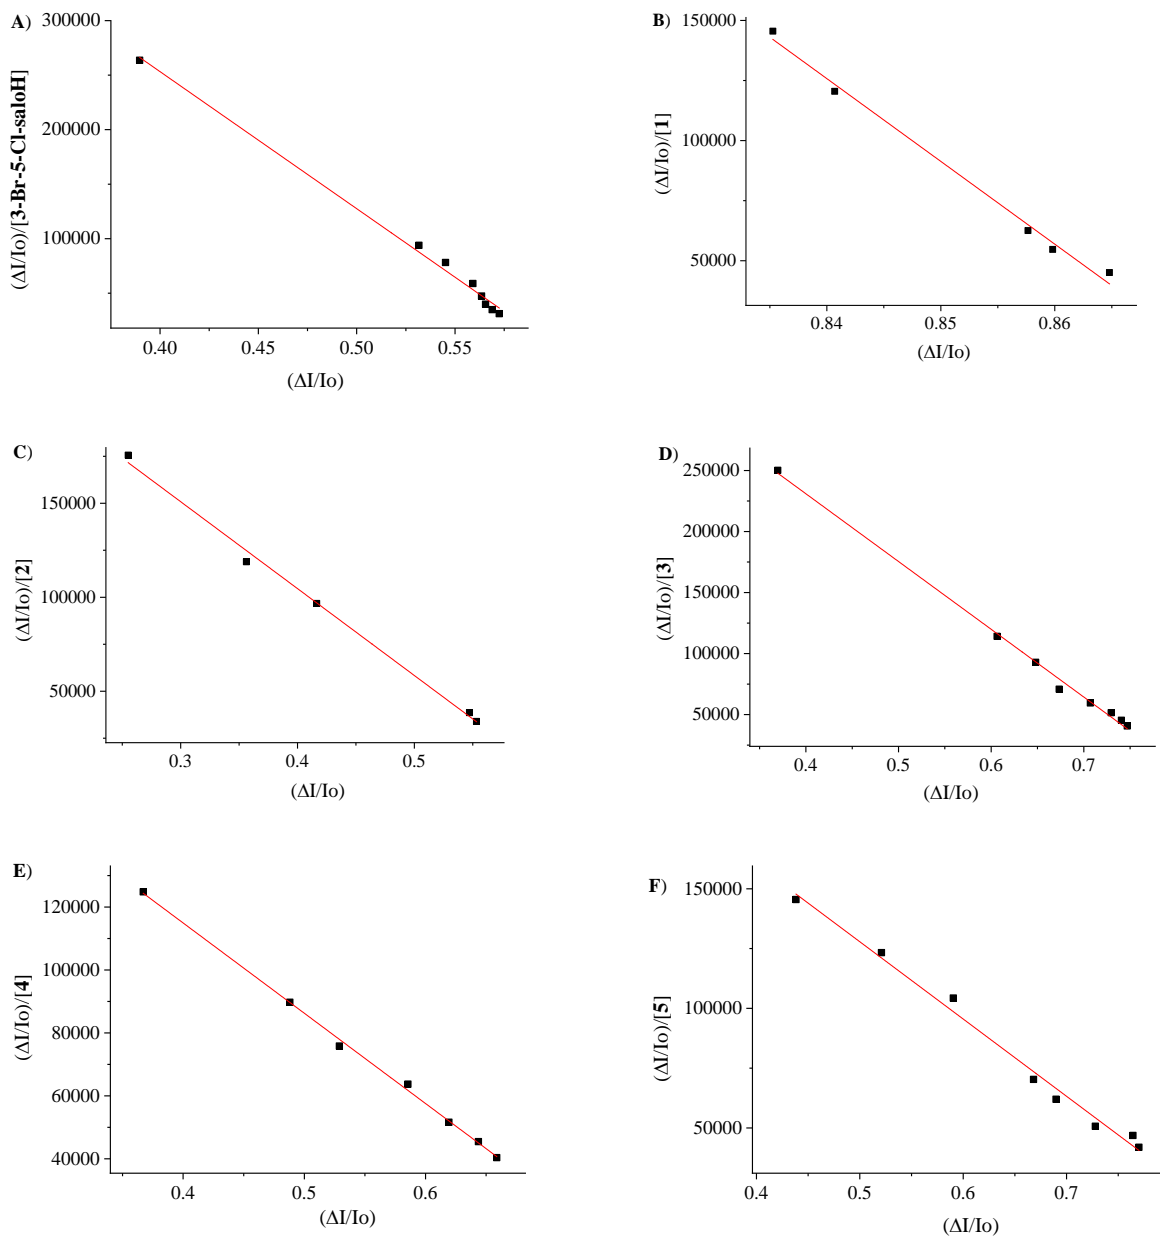 A)
300000
200000
100000
(ΔI/Io)/[3-Br-5-Cl-saloH]
0.40 0.45 0.50 0.55
(ΔI/Io)
B)
150000
100000
50000
(ΔI/Io)/[1]
0.84 0.85 0.86
(ΔI/Io)
C)
150000
100000
50000
(ΔI/Io)/[2]
0.3 0.4 0.5
(ΔI/Io)
D)
250000
200000
150000
100000
50000
(ΔI/Io)/[3]
0.4 0.5 0.6 0.7
(ΔI/Io)
E)
120000
100000
80000
60000
40000
(ΔI/Io)/[4]
0.4 0.5 0.6
(ΔI/Io)
F)
150000
100000
50000
(ΔI/Io)/[5]
0.4 0.5 0.6 0.7
(ΔI/Io)